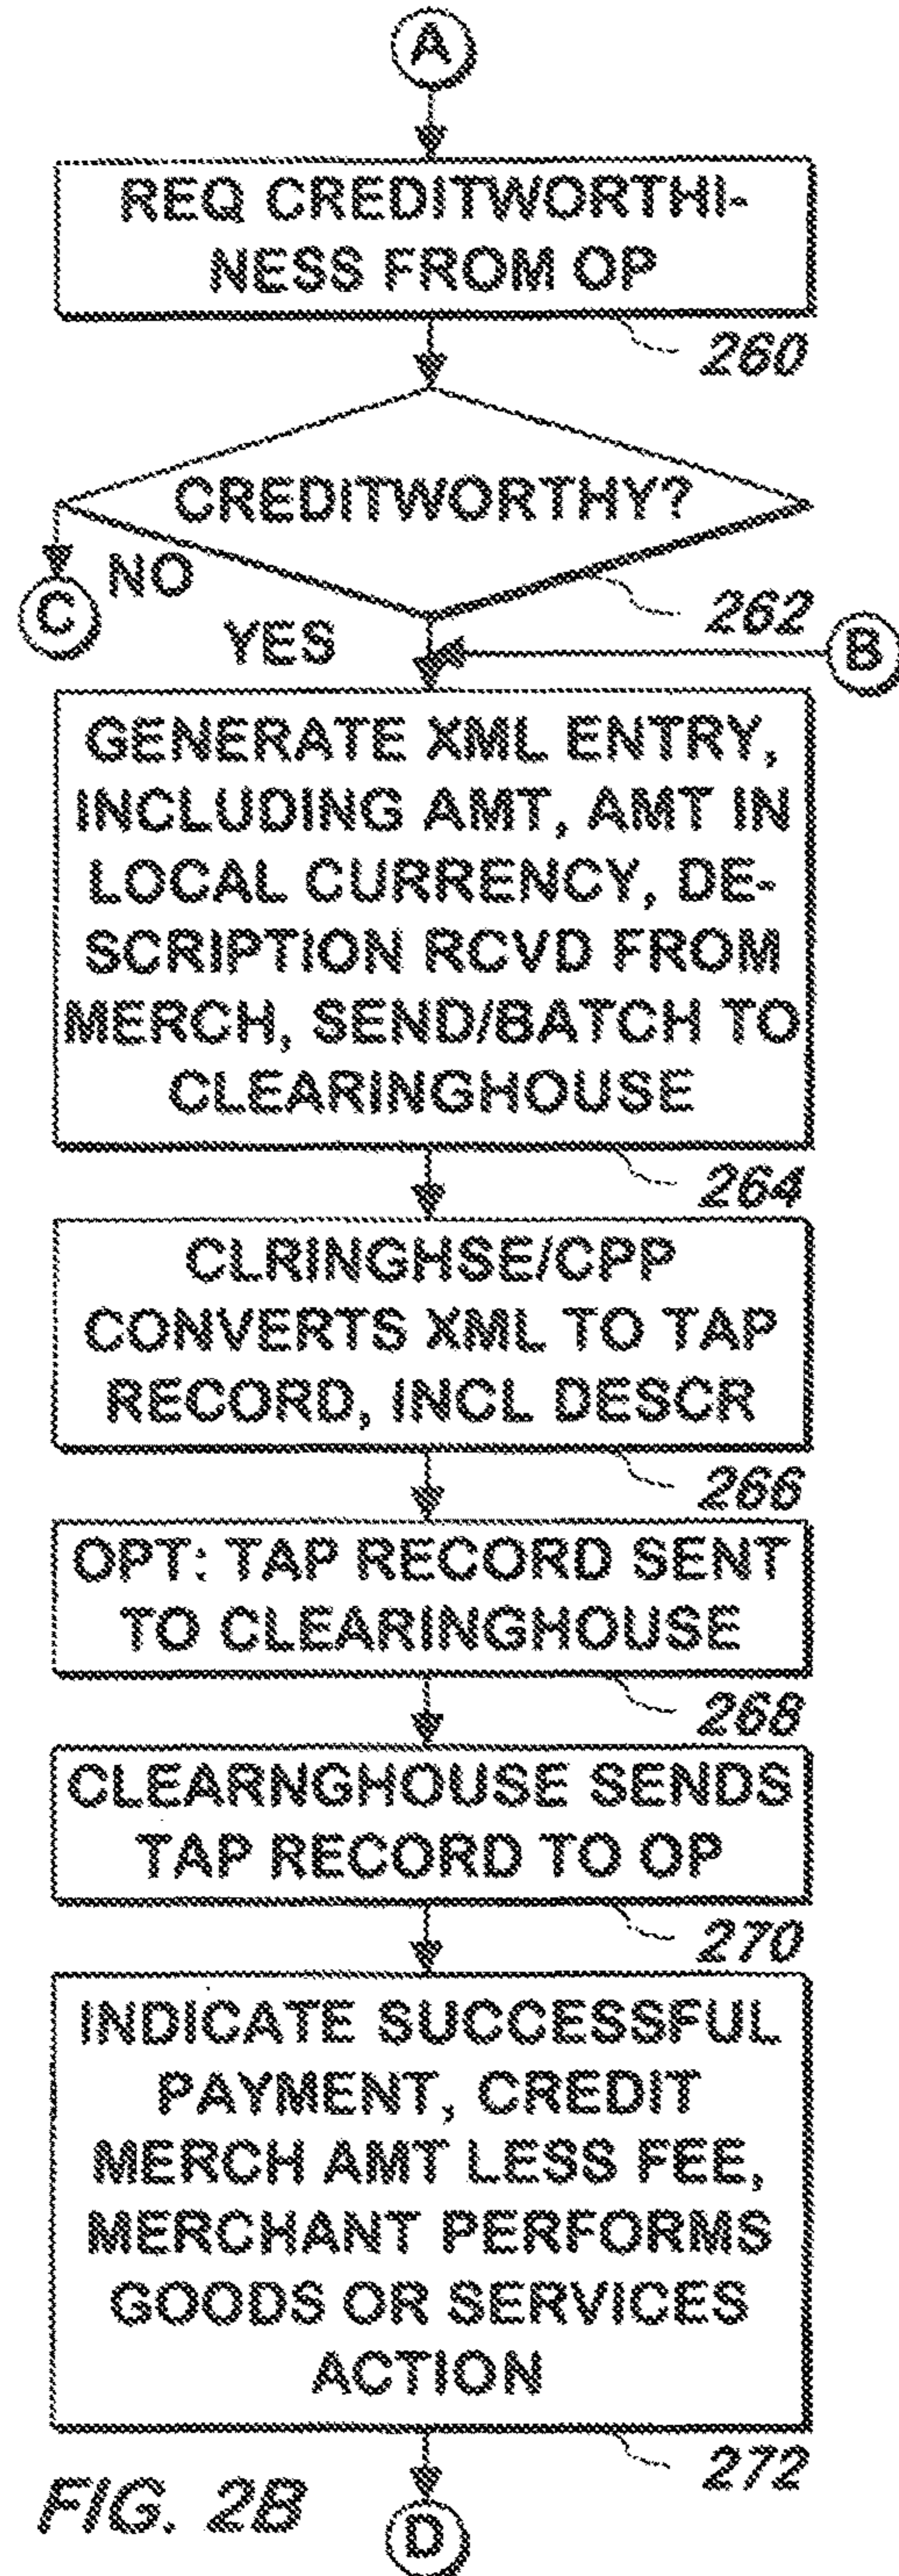 A
REQ CREDITWORTHI-
NESS FROM OP
260
CREDITWORTHY?
NO
C
262
YES
B
GENERATE XML ENTRY,
INCLUDING AMT, AMT IN
LOCAL CURRENCY, DE-
SCRIPTION RCVD FROM
MERCH, SEND/BATCH TO
CLEARINGHOUSE
264
CLRINGHSE/CPP
CONVERTS XML TO TAP
RECORD, INCL DESCR
266
OPT: TAP RECORD SENT
TO CLEARINGHOUSE
268
CLEARNGHOUSE SENDS
TAP RECORD TO OP
270
INDICATE SUCCESSFUL
PAYMENT, CREDIT
MERCH AMT LESS FEE,
MERCHANT PERFORMS
GOODS OR SERVICES
ACTION
272
FIG. 2B
D